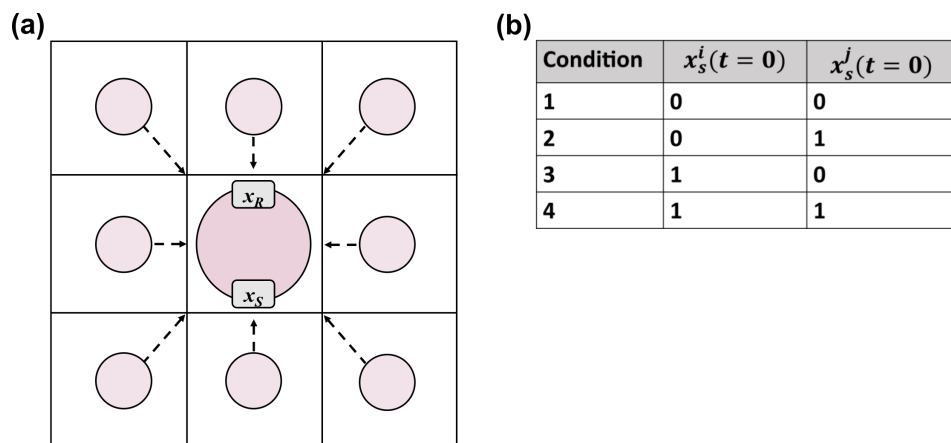 (a)
x_R
x_S
(b)
Condition x_s^i(t = 0) x_s^j(t = 0)
1 0 0
2 0 1
3 1 0
4 1 1